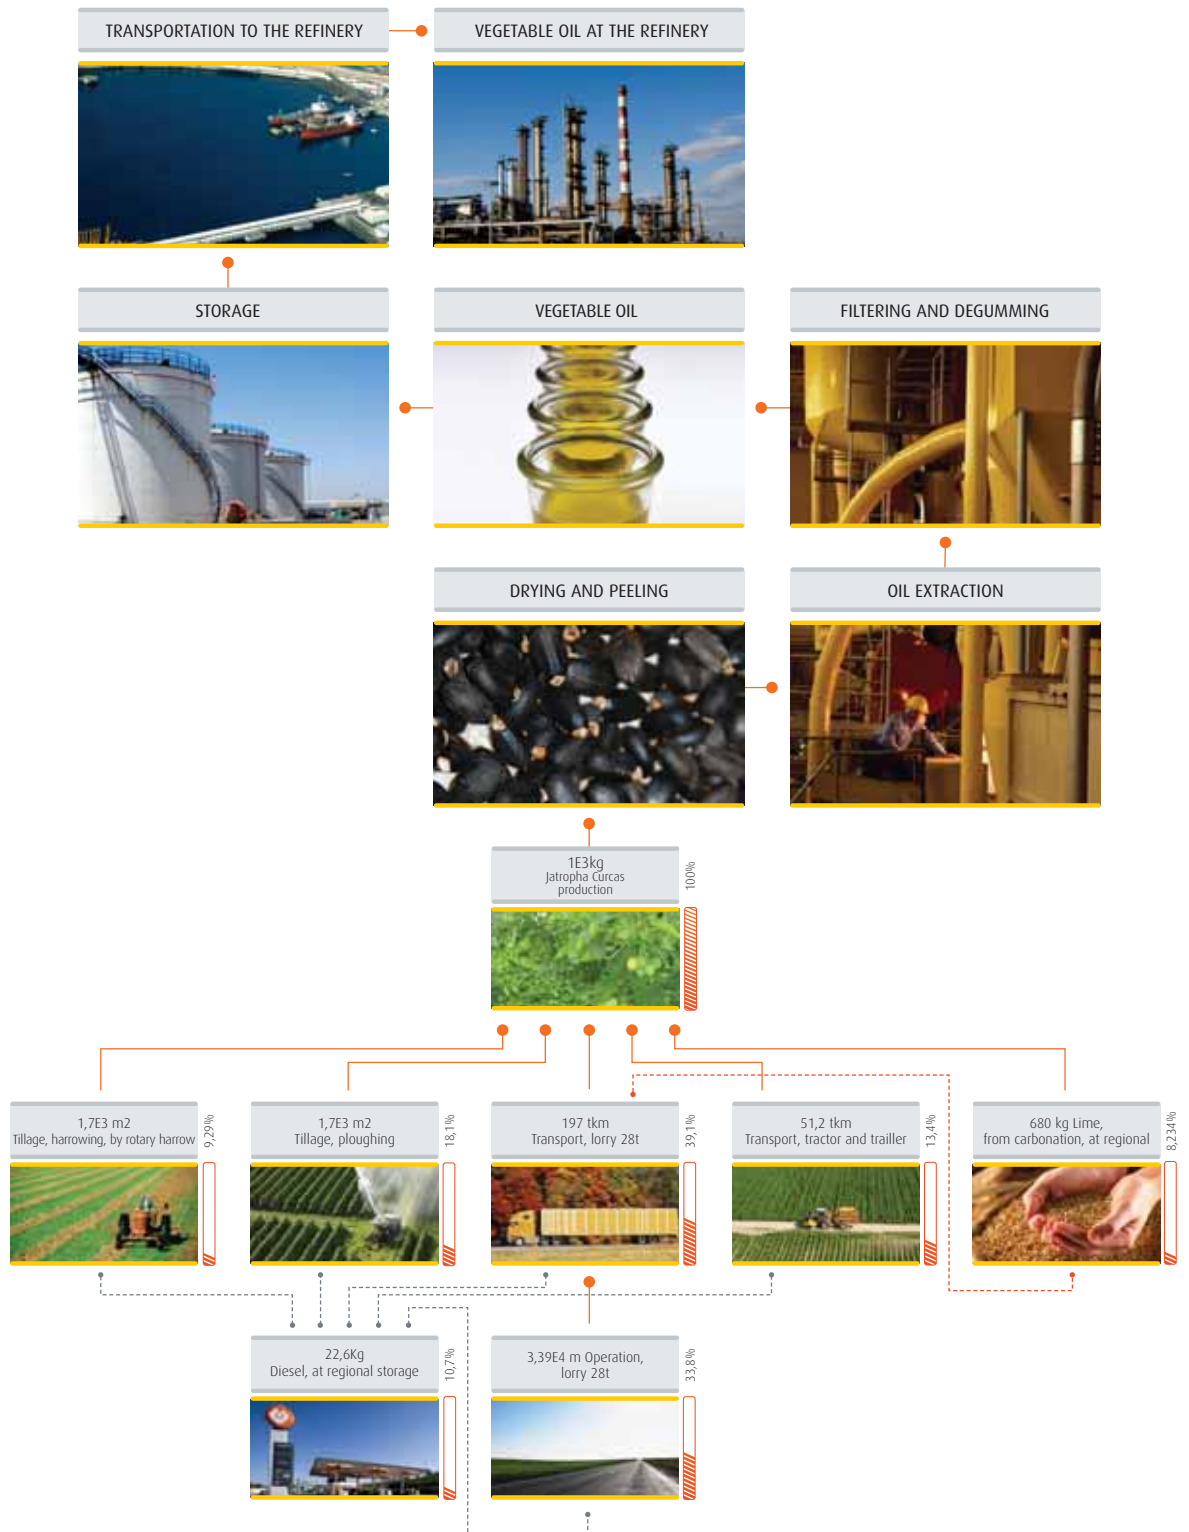 TRANSPORTATION TO THE REFINERY
VEGETABLE OIL AT THE REFINERY
STORAGE
VEGETABLE OIL
FILTERING AND DEGUMMING
DRYING AND PEELING
OIL EXTRACTION
1E3kg
Jatropha Curcas
production
100%
1,7E3 m2
Tillage, harrowing, by rotary harrow
9,29%
1,7E3 m2
Tillage, ploughing
18,1%
197 tkm
Transport, lorry 28t
39,1%
51,2 tkm
Transport, tractor and trailler
13,4%
680 kg Lime,
from carbonation, at regional
8,234%
22,6Kg
Diesel, at regional storage
10,7%
3,39E4 m Operation,
lorry 28t
33,8%